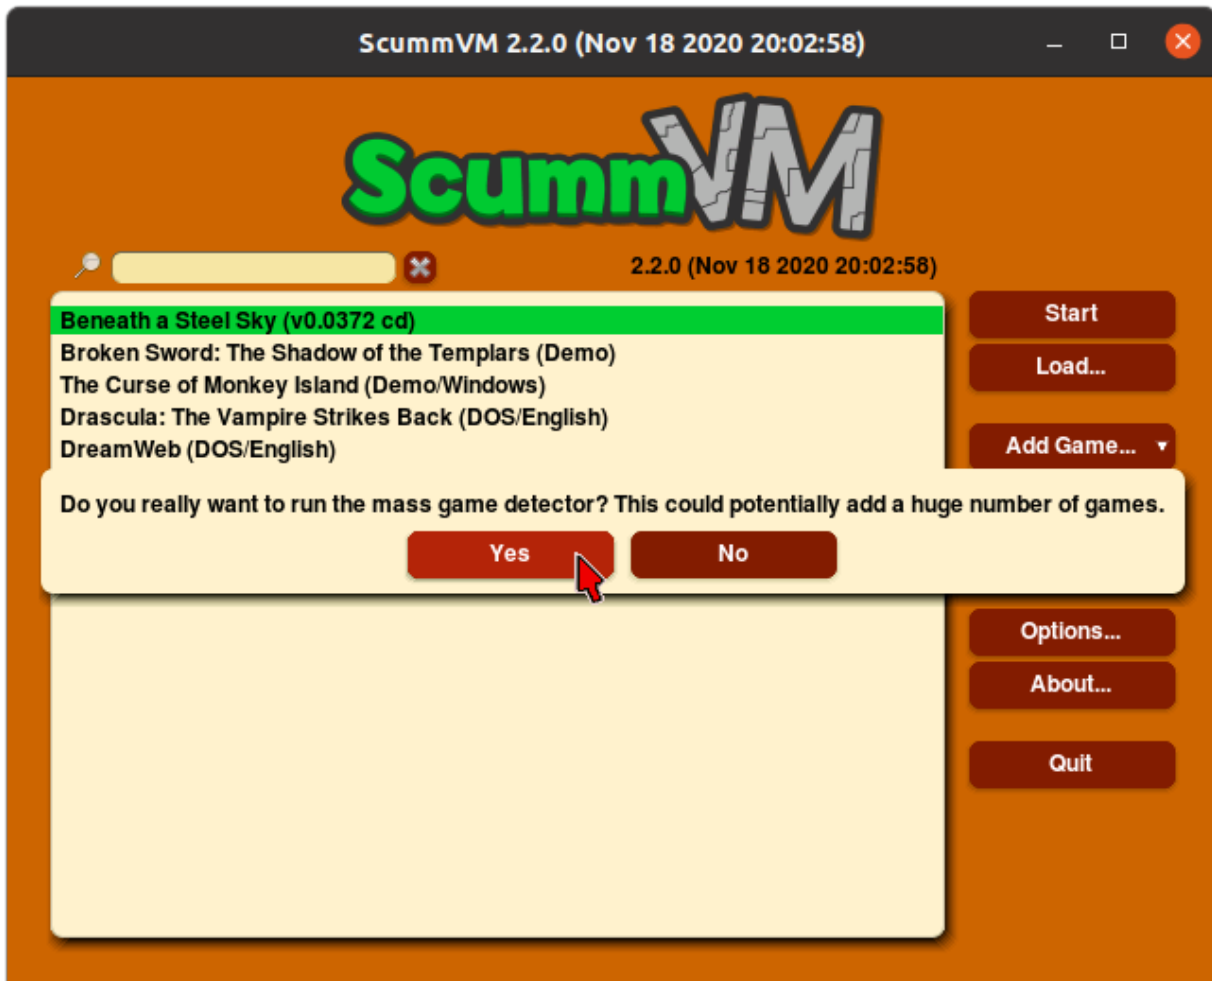 ScummVM 2.2.0 (Nov 18 2020 20:02:58)
ScummVM
2.2.0 (Nov 18 2020 20:02:58)
Beneath a Steel Sky (v0.0372 cd)
Broken Sword: The Shadow of the Templars (Demo)
The Curse of Monkey Island (Demo/Windows)
Drascula: The Vampire Strikes Back (DOS/English)
DreamWeb (DOS/English)
Start
Load...
Add Game...
Do you really want to run the mass game detector? This could potentially add a huge number of games.
Yes
No
Options...
About...
Quit